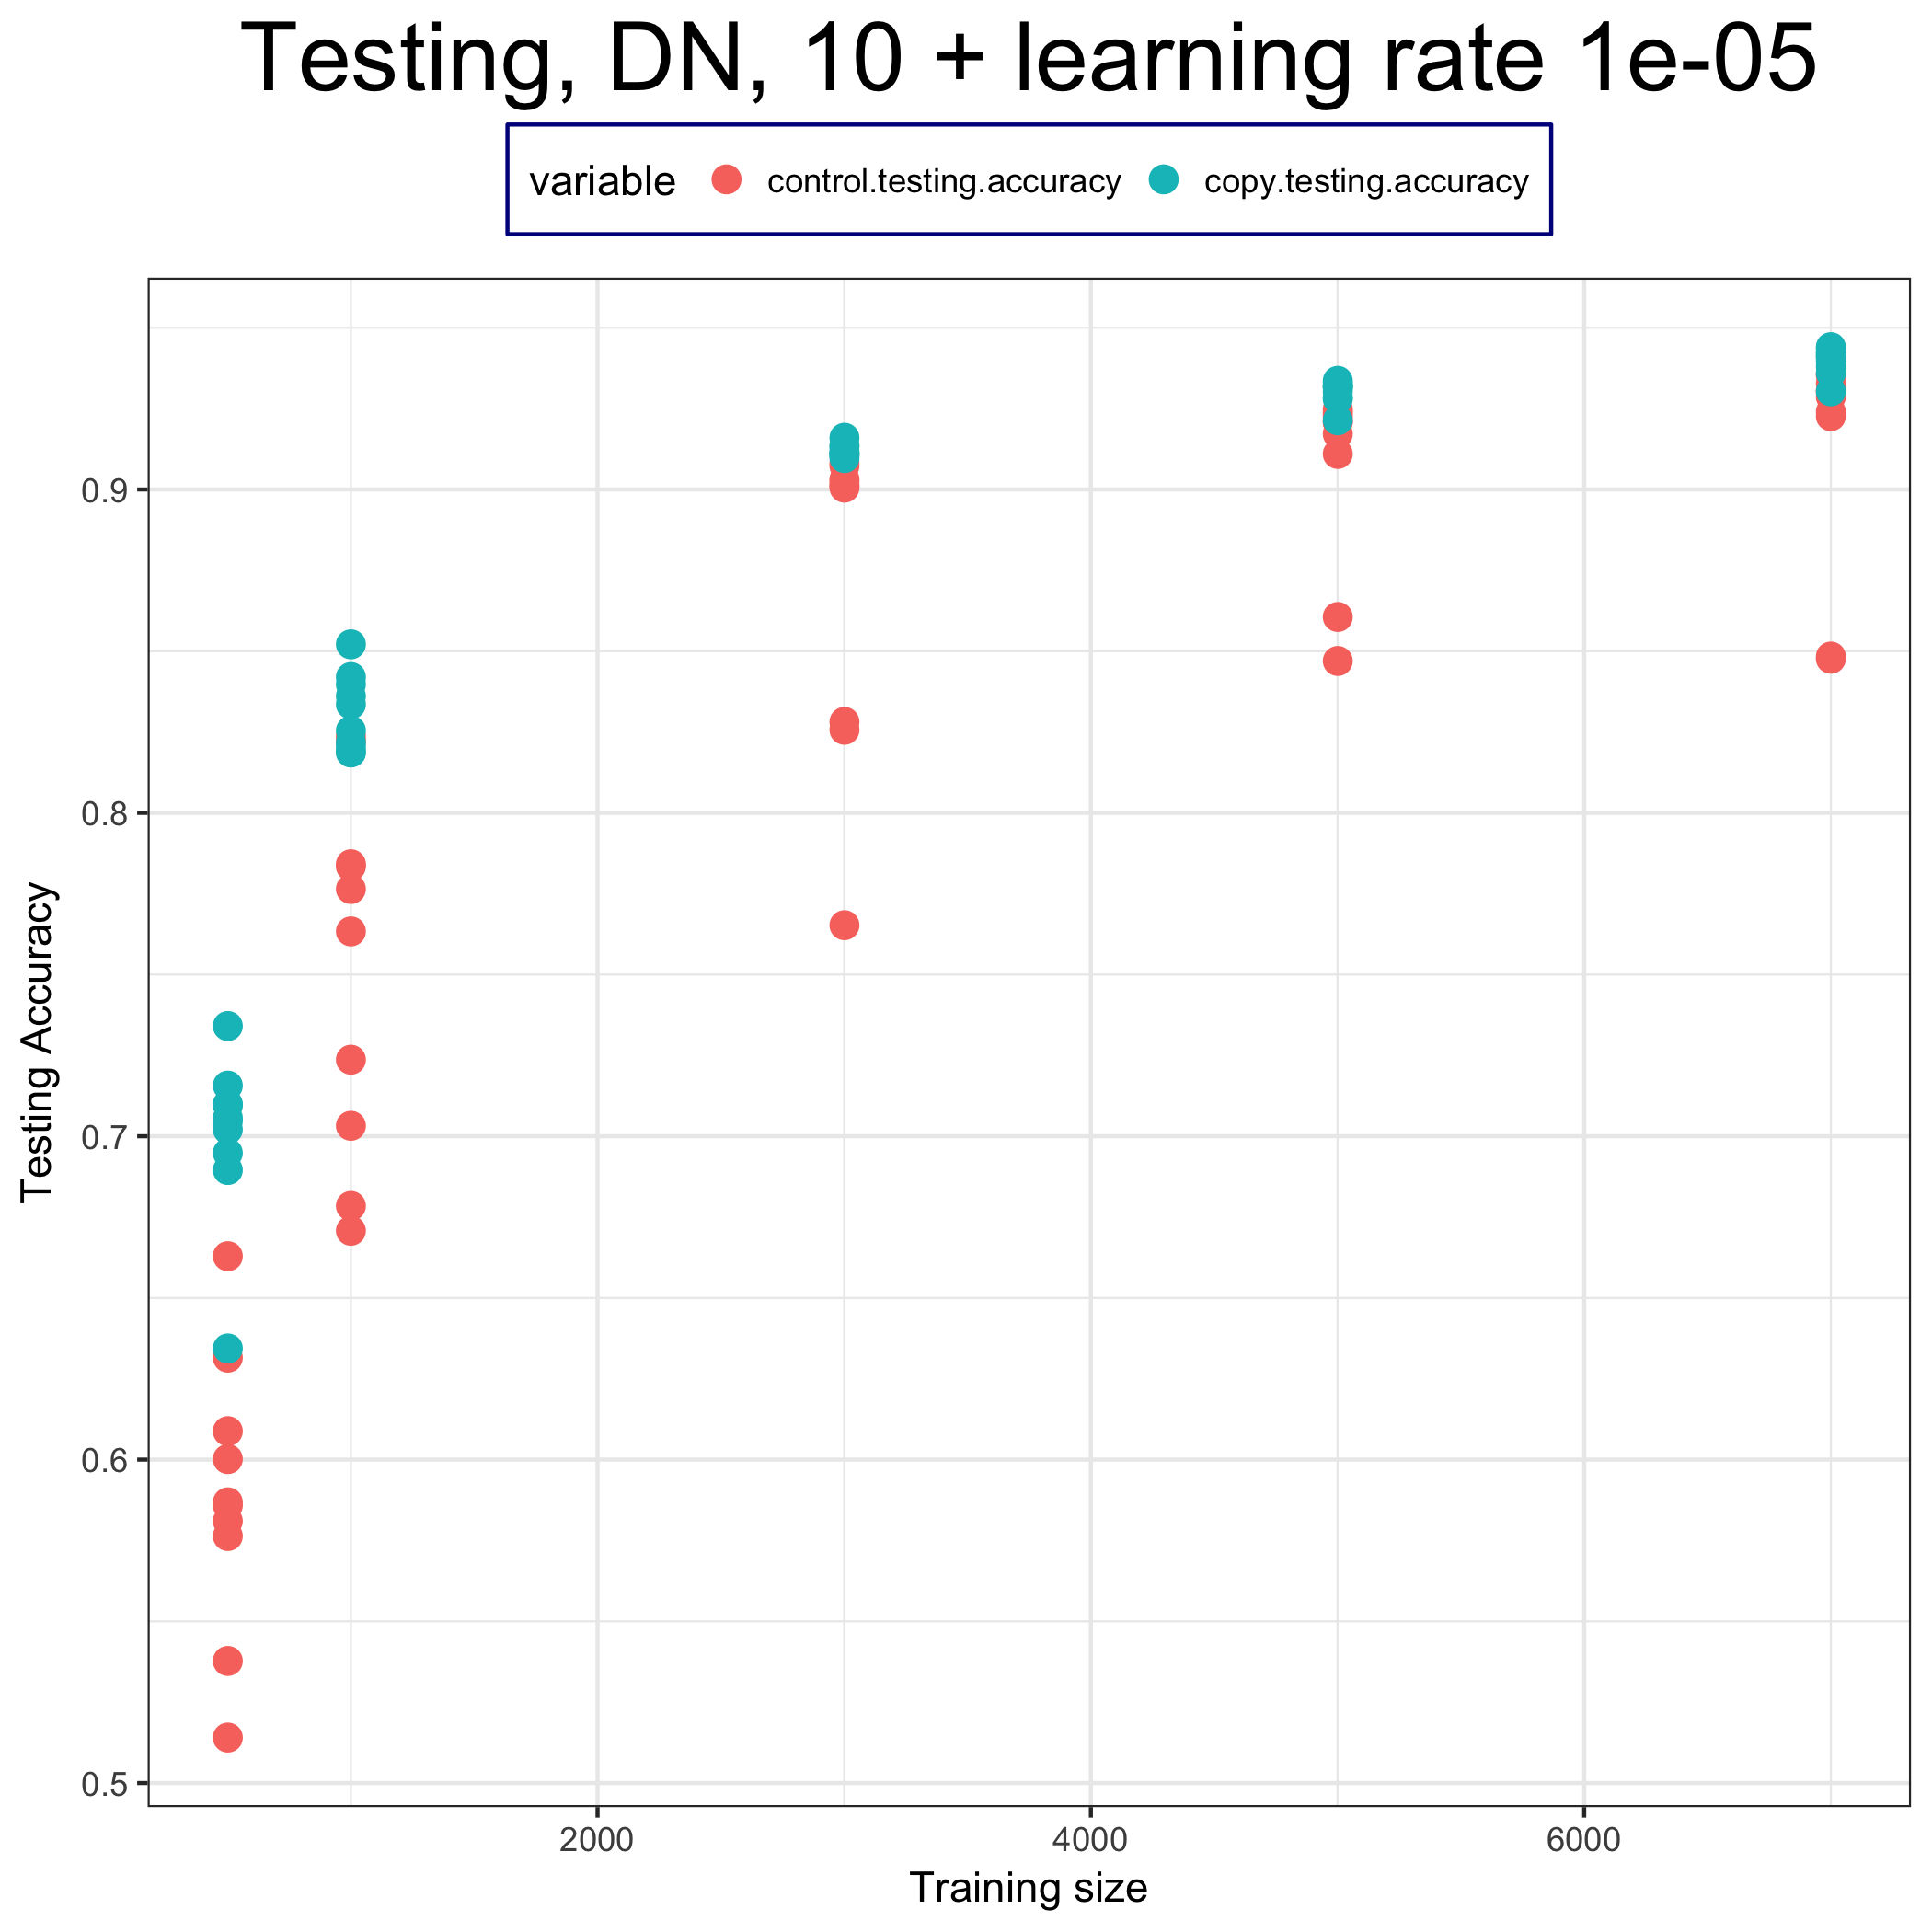 Testing, DN, 10 + learning rate 1e-05
variable control.testing.accuracy copy.testing.accuracy
Testing Accuracy
0.9
0.8
0.7
0.6
0.5
2000 4000 6000
Training size